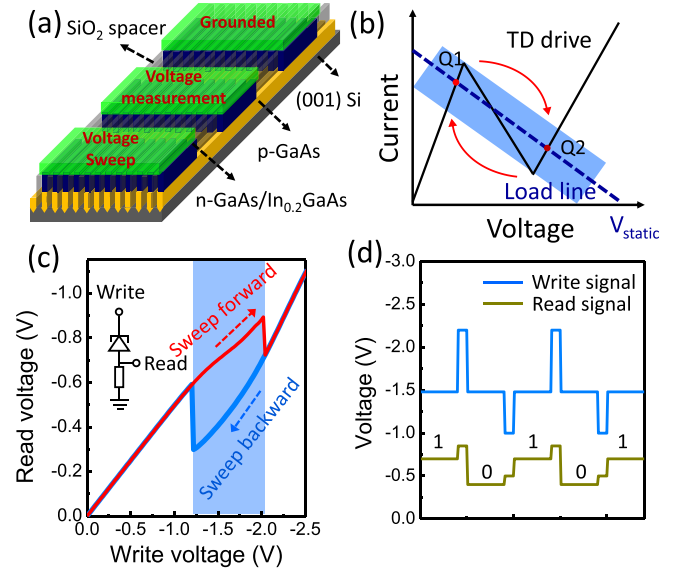 (a)
SiO2 spacer
Grounded
Voltage
measurement
Voltage
Sweep
(001) Si
p-GaAs
n-GaAs/In0.2GaAs
(b)
Current
Q1
TD drive
Q2
Load line
Voltage
Vstatic
(c)
Read voltage (V)
-1.0
-0.8
-0.6
-0.4
-0.2
0.0
Write
Read
Sweep forward
Sweep backward
0.0
-0.5
-1.0
-1.5
-2.0
-2.5
Write voltage (V)
(d)
Voltage (V)
-3.0
-2.5
-2.0
-1.5
-1.0
-0.5
-0.0
Write signal
Read signal
1
0
1
0
1